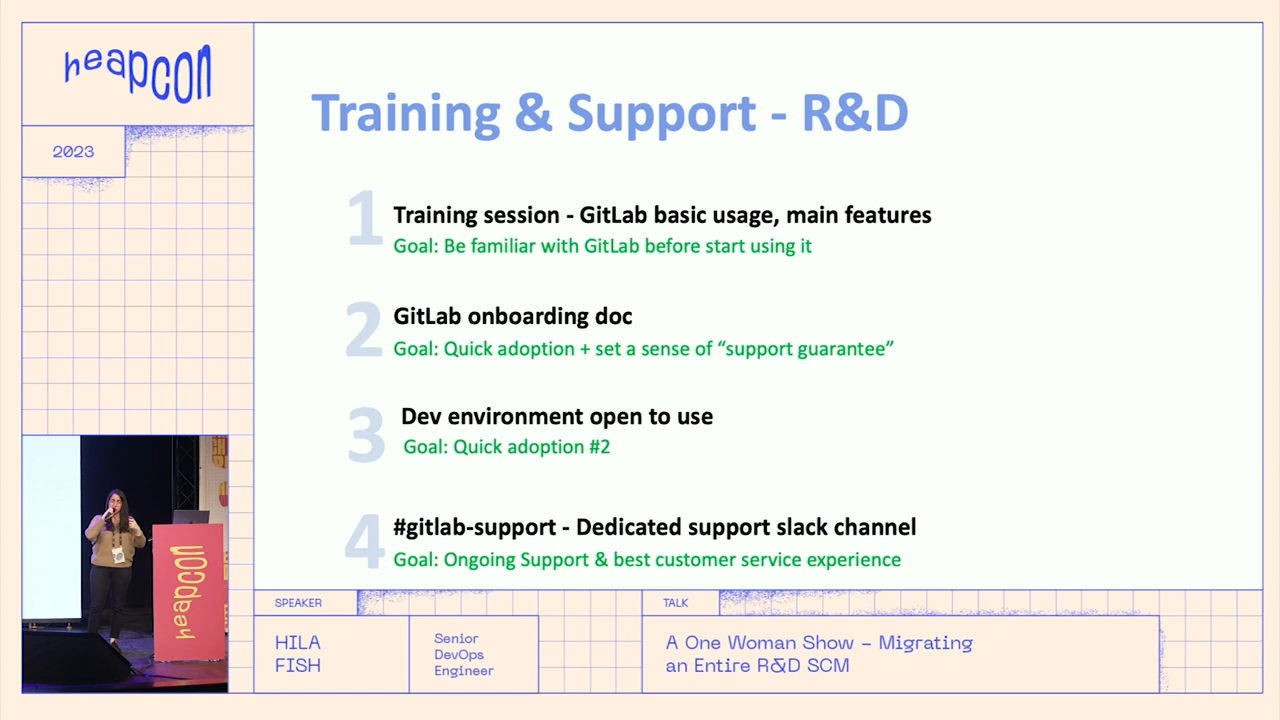 heapcon
2023
Training & Support - R&D
1
Training session - GitLab basic usage, main features
Goal: Be familiar with GitLab before start using it
2
GitLab onboarding doc
Goal: Quick adoption + set a sense of “support guarantee”
3
Dev environment open to use
Goal: Quick adoption #2
4
#gitlab-support - Dedicated support slack channel
Goal: Ongoing Support & best customer service experience
heapcon
SPEAKER
HILA
FISH
Senior
DevOps
Engineer
TALK
A One Woman Show – Migrating
an Entire R&D SCM